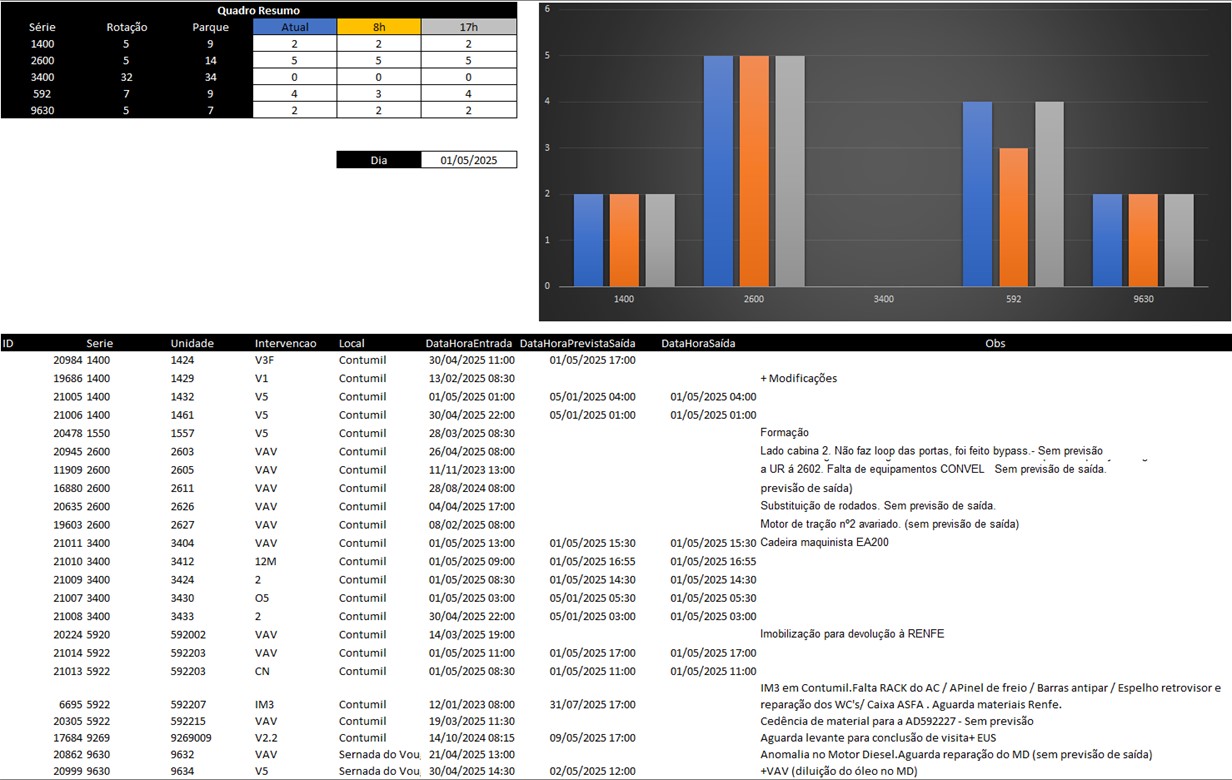 Quadro Resumo
Série Rotação Parque Atual 8h 17h
1400 5 9 2 2 2
2600 5 14 5 5 5
3400 32 34 0 0 0
592 7 9 4 3 4
9630 5 7 2 2 2
Dia 01/05/2025
6
5
4
3
2
1
0
1400 2600 3400 592 9630
ID Serie Unidade Intervencao Local DataHoraEntrada DataHoraPrevistaSaída DataHoraSaída Obs
20984 1400 1424 V3F Contumil 30/04/2025 11:00 01/05/2025 17:00
19686 1400 1429 V1 Contumil 13/02/2025 08:30 + Modificações
21005 1400 1432 V5 Contumil 01/05/2025 01:00 05/01/2025 04:00 01/05/2025 04:00
21006 1400 1461 V5 Contumil 30/04/2025 22:00 05/01/2025 01:00 01/05/2025 01:00
20478 1550 1557 V5 Contumil 28/03/2025 08:30 Formação
20945 2600 2603 VAV Contumil 26/04/2025 08:00 Lado cabina 2. Não faz loop das portas, foi feito bypass.- Sem previsão
11909 2600 2605 VAV Contumil 11/11/2023 13:00 a UR á 2602. Falta de equipamentos CONVEL Sem previsão de saída.
16880 2600 2611 VAV Contumil 28/08/2024 08:00 previsão de saída)
20635 2600 2626 VAV Contumil 04/04/2025 17:00 Substituição de rodados. Sem previsão de saída.
19603 2600 2627 VAV Contumil 08/02/2025 08:00 Motor de tração nº2 avariado. (sem previsão de saída)
21011 3400 3404 VAV Contumil 01/05/2025 13:00 01/05/2025 15:30 01/05/2025 15:30 Cadeira maquinista EA200
21010 3400 3412 12M Contumil 01/05/2025 09:00 01/05/2025 16:55 01/05/2025 16:55
21009 3400 3424 2 Contumil 01/05/2025 08:30 01/05/2025 14:30 01/05/2025 14:30
21007 3400 3430 O5 Contumil 01/05/2025 03:00 05/01/2025 05:30 01/05/2025 05:30
21008 3400 3433 2 Contumil 30/04/2025 22:00 05/01/2025 03:00 01/05/2025 03:00
20224 5920 592002 VAV Contumil 14/03/2025 19:00 Imobilização para devolução à RENFE
21014 5922 592203 VAV Contumil 01/05/2025 11:00 01/05/2025 17:00 01/05/2025 17:00
21013 5922 592203 CN Contumil 01/05/2025 08:30 01/05/2025 11:00 01/05/2025 11:00
IM3 em Contumil.Falta RACK do AC / APinel de freio / Barras antipar / Espelho retrovisor e
6695 5922 592207 IM3 Contumil 12/01/2023 08:00 31/07/2025 17:00 reparação dos WC's/ Caixa ASFA . Aguarda materiais Renfe.
20305 5922 592215 VAV Contumil 19/03/2025 11:30 Cedência de material para a AD592227 - Sem previsão
17684 9269 9269009 V2.2 Contumil 14/10/2024 08:15 09/05/2025 17:00 Aguarda levante para conclusão de visita+ EUS
20862 9630 9632 VAV Sernada do Vou 21/04/2025 13:00 Anomalia no Motor Diesel.Aguarda reparação do MD (sem previsão de saída)
20999 9630 9634 V5 Sernada do Vou 30/04/2025 14:30 02/05/2025 12:00 +VAV (diluição do óleo no MD)